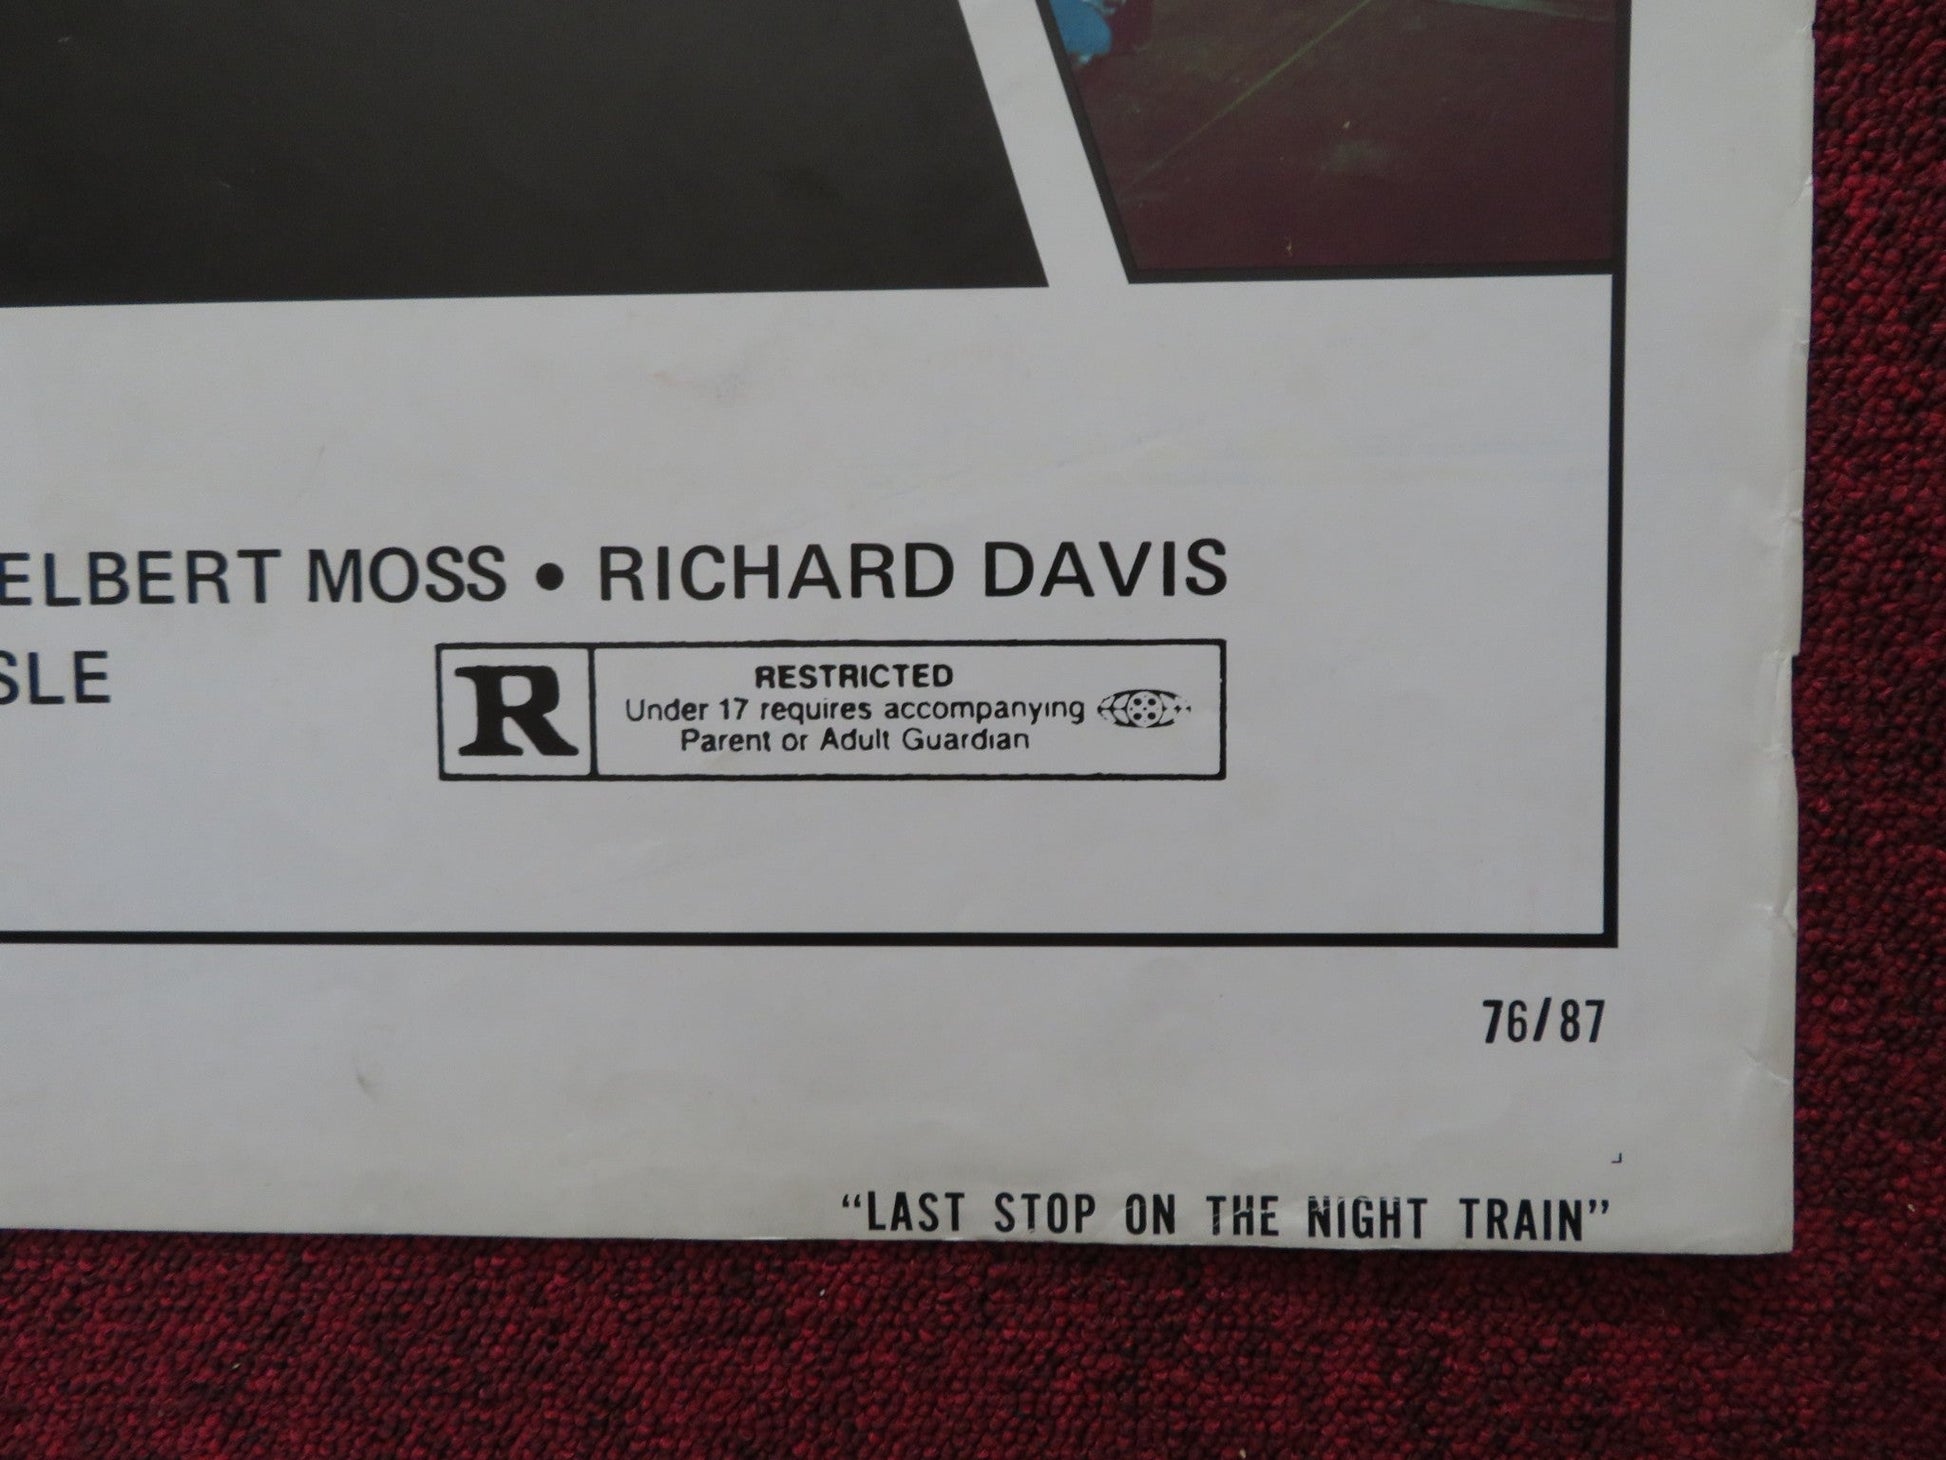 ELBERT MOSS • RICHARD DAVIS
SLE
R
RESTRICTED
Under 17 requires accompanying
Parent or Adult Guardian
76/87
"LAST STOP ON THE NIGHT TRAIN"